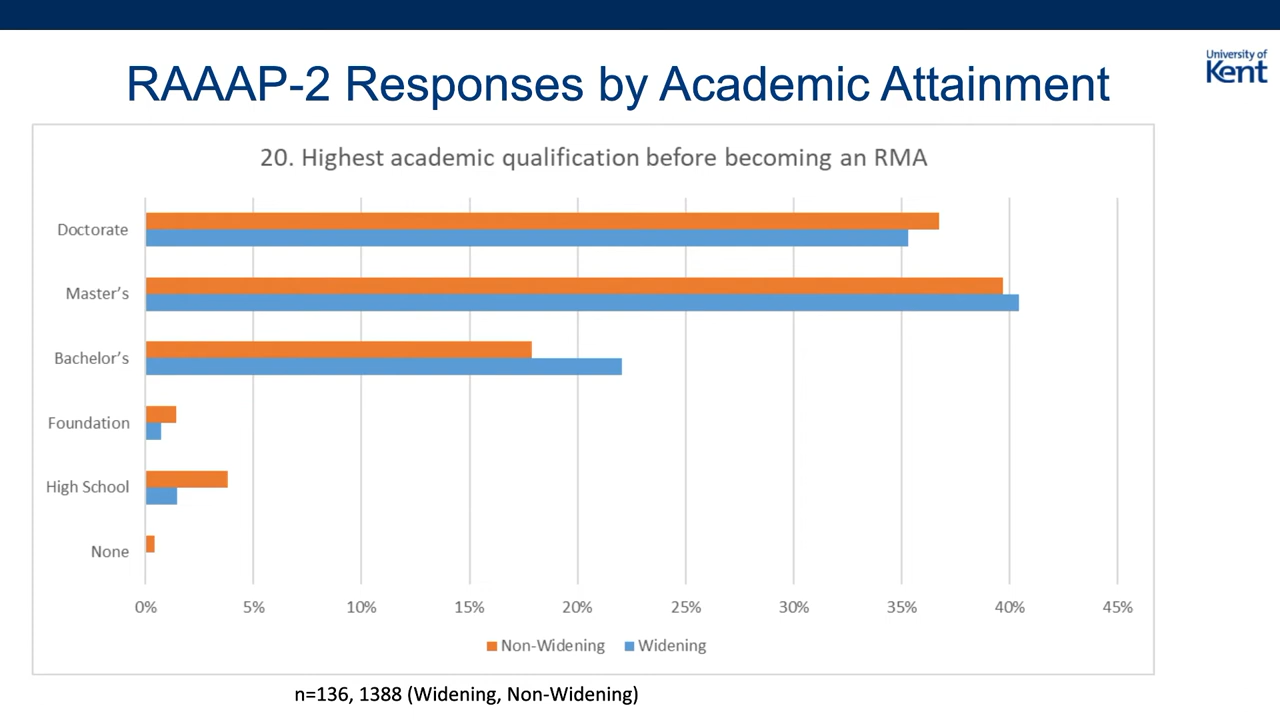 University of
Kent
RAAAP-2 Responses by Academic Attainment
20. Highest academic qualification before becoming an RMA
Doctorate
Master’s
Bachelor’s
Foundation
High School
None
0% 5% 10% 15% 20% 25% 30% 35% 40% 45%
Non-Widening Widening
n=136, 1388 (Widening, Non-Widening)